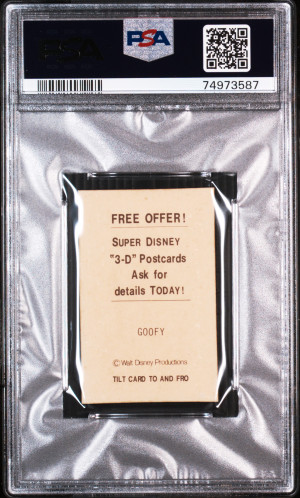 PSA
74973587
FREE OFFER!
SUPER DISNEY
"3-D" Postcards
Ask for
details TODAY!
GOOFY
© Walt Disney Productions
TILT CARD TO AND FRO